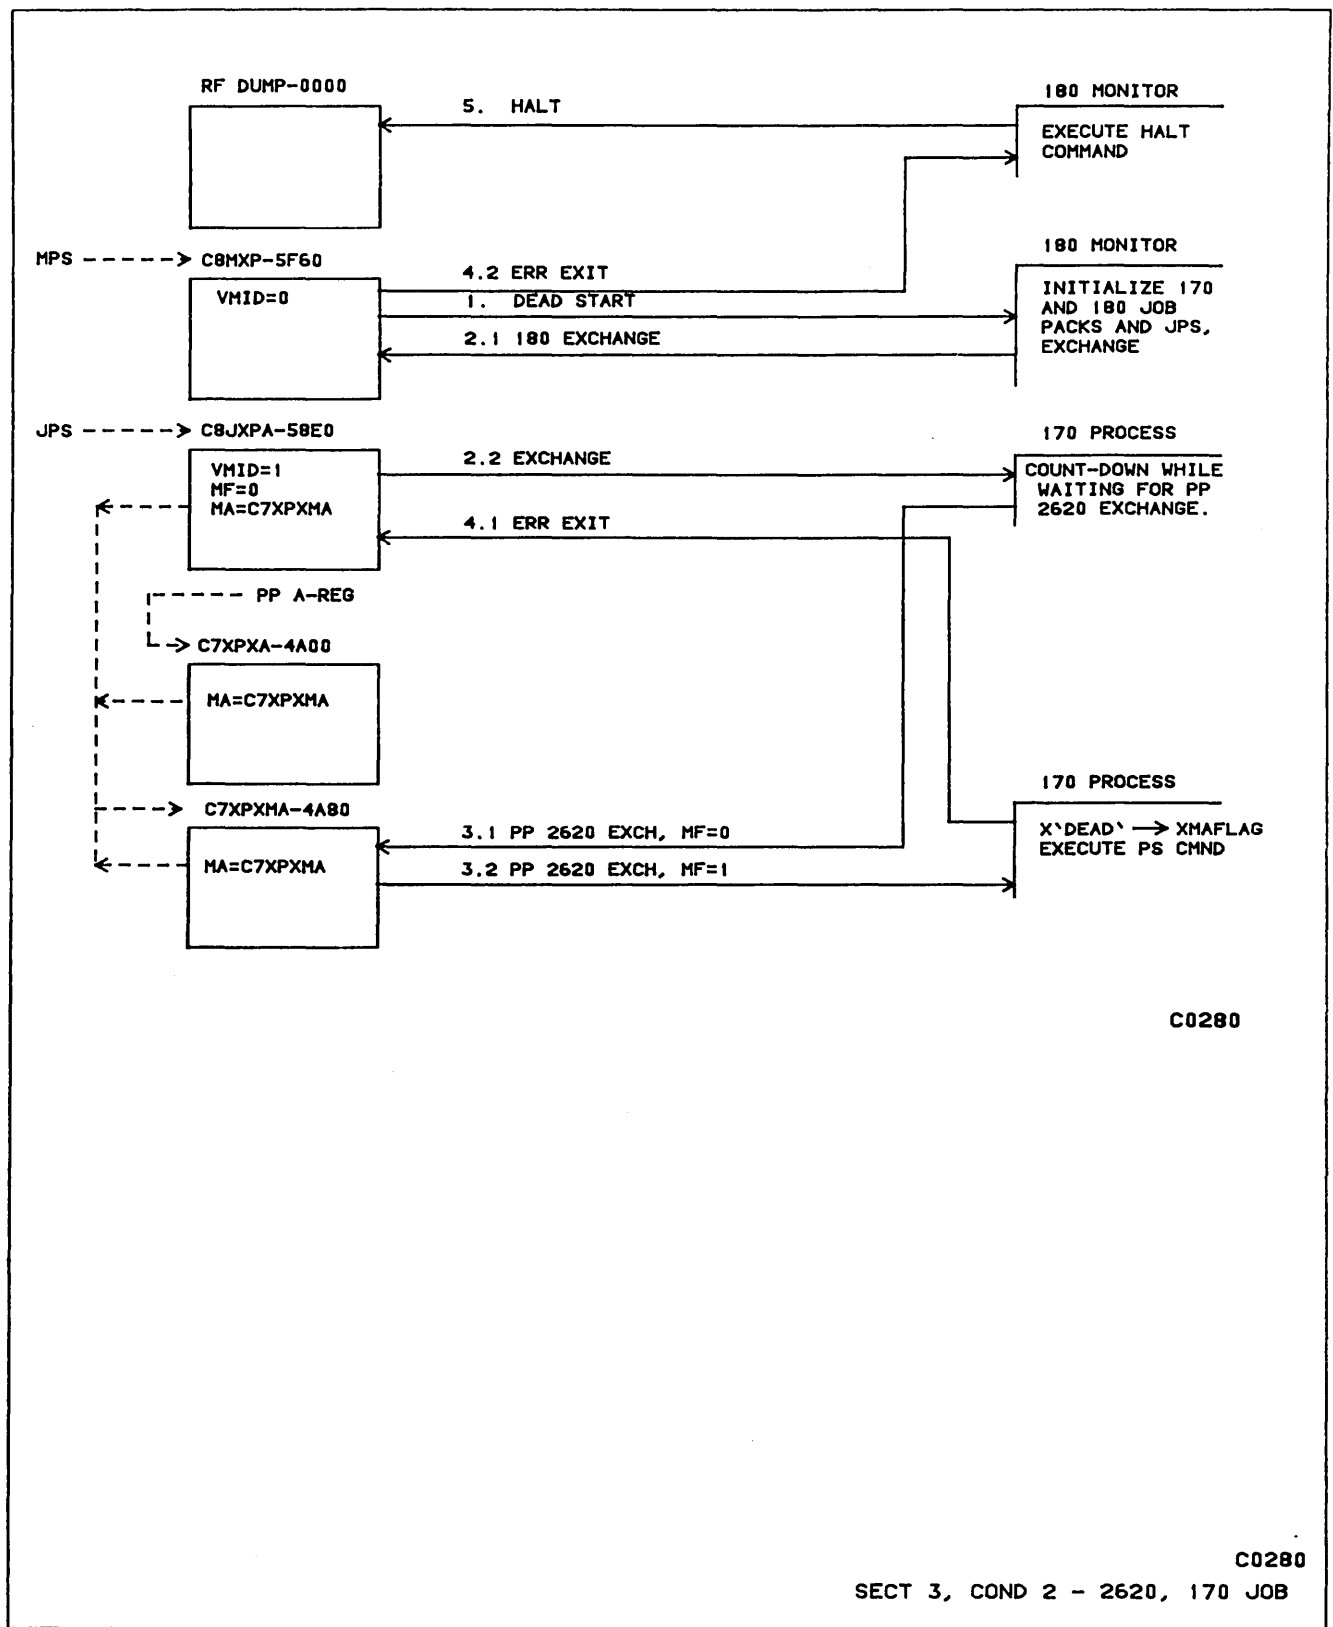 RF DUMP-0000
5. HALT
180 MONITOR
EXECUTE HALT
COMMAND
MPS
C8MXP-5F60
VMID=0
4.2 ERR EXIT
1. DEAD START
2.1 180 EXCHANGE
180 MONITOR
INITIALIZE 170
AND 180 JOB
PACKS AND JPS,
EXCHANGE
JPS
C8JXPA-58E0
VMID=1
MF=0
MA=C7XPXMA
2.2 EXCHANGE
4.1 ERR EXIT
170 PROCESS
COUNT-DOWN WHILE
WAITING FOR PP
2620 EXCHANGE.
PP A-REG
C7XPXA-4A00
MA=C7XPXMA
C7XPXMA-4A80
MA=C7XPXMA
3.1 PP 2620 EXCH, MF=0
3.2 PP 2620 EXCH, MF=1
170 PROCESS
X`DEAD` → XMAFLAG
EXECUTE PS CMND
C0280
C0280
SECT 3, COND 2 - 2620, 170 JOB